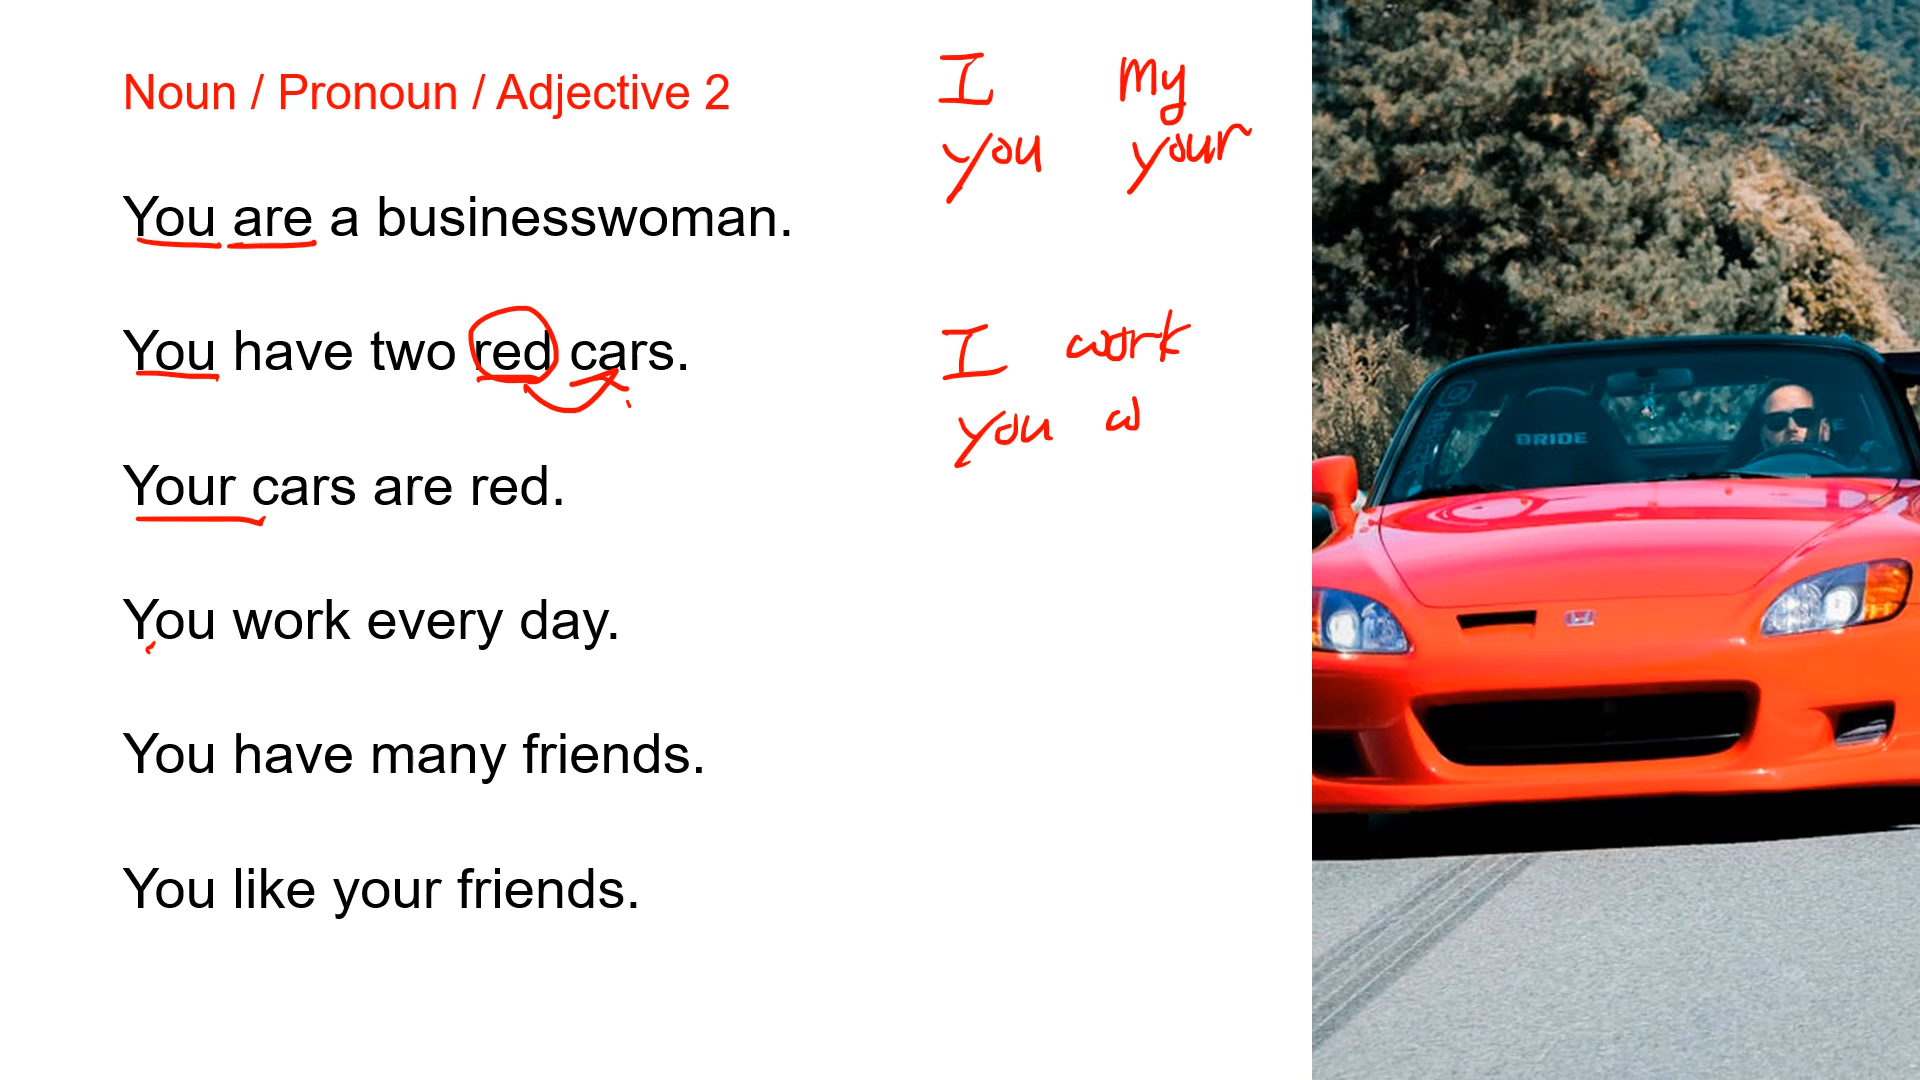 Noun / Pronoun / Adjective 2
You are a businesswoman.
You have two red cars.
Your cars are red.
You work every day.
You have many friends.
You like your friends.
I my
you your
I work
you w
BRIDE